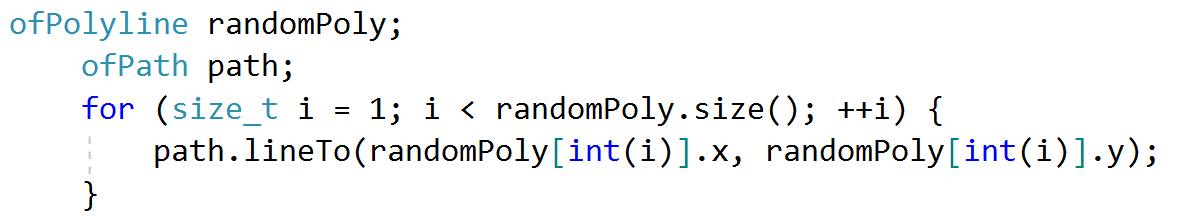 ofPolyline randomPoly;
ofPath path;
for (size_t i = 1; i < randomPoly.size(); ++i) {
path.lineTo(randomPoly[int(i)].x, randomPoly[int(i)].y);
}